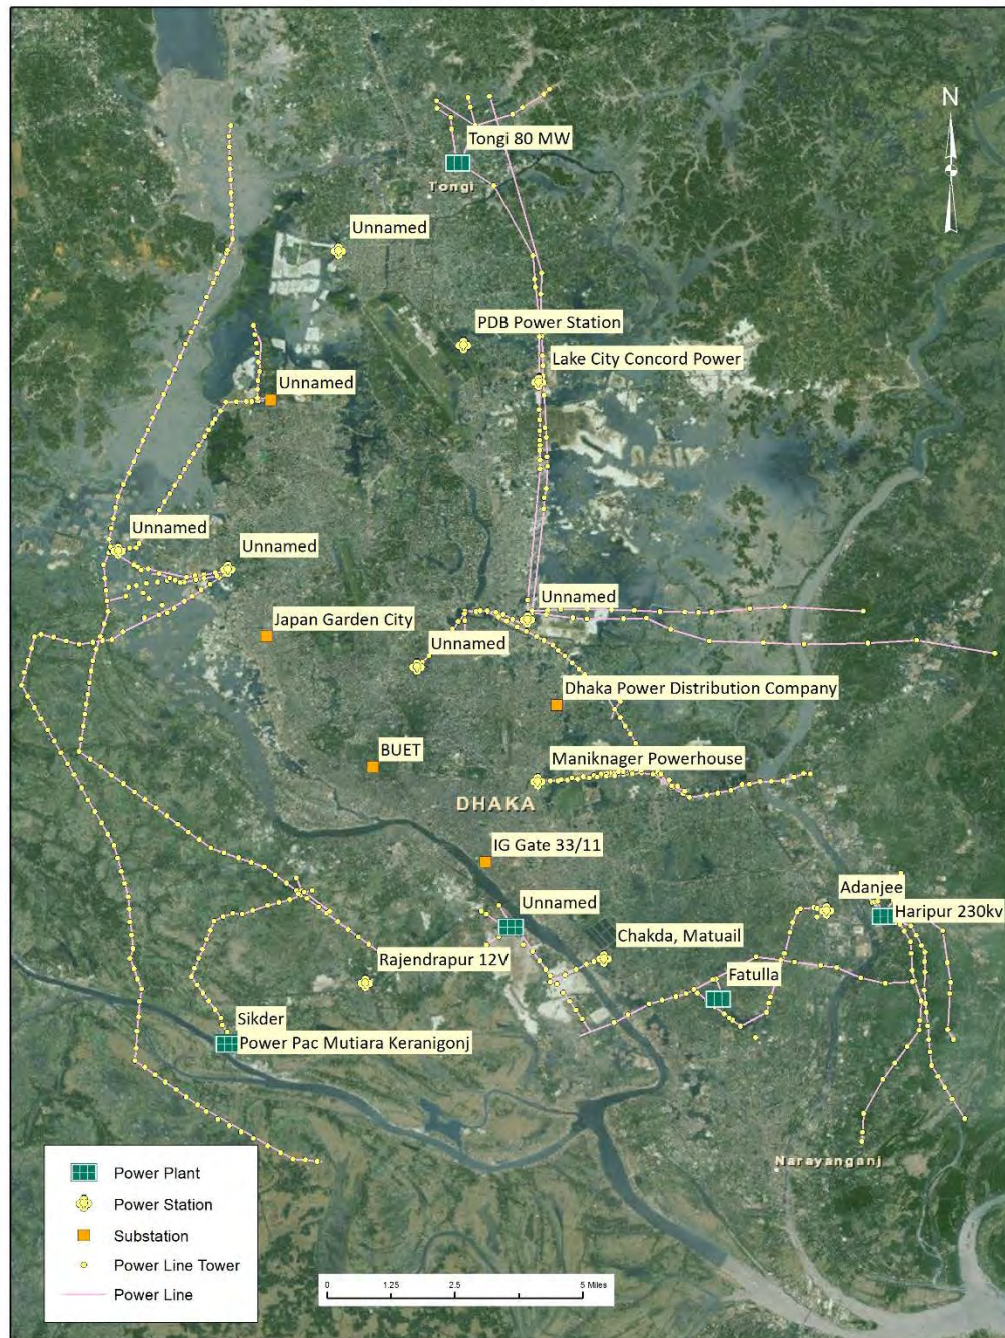 N
Tongi 80 MW
Tongi
Unnamed
PDB Power Station
Lake City Concord Power
Unnamed
Unnamed
Unnamed
Unnamed
Japan Garden City
Unnamed
Dhaka Power Distribution Company
BUET
Maniknager Powerhouse
DHAKA
IG Gate 33/11
Adanjee
Unnamed
Haripur 230kv
Chakda, Matuail
Rajendrapur 12V
Fatulla
Sikder
Power Pac Mutiara Keranigonj
Narayanganj
Power Plant
Power Station
Substation
Power Line Tower
Power Line
0 1.25 2.5 5 Miles